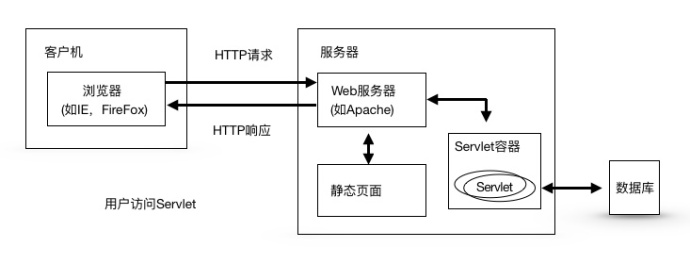 客户机
浏览器
(如IE，FireFox)
HTTP请求
HTTP响应
服务器
Web服务器
(如Apache)
静态页面
Servlet容器
Servlet
数据库
用户访问Servlet